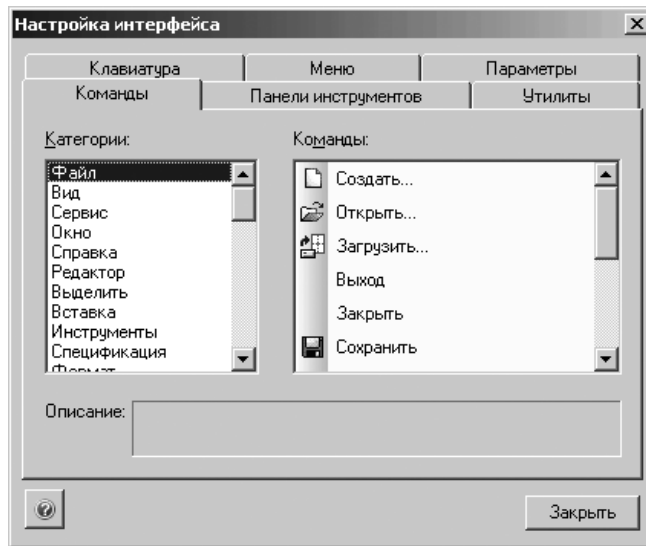 Настройка интерфейса
Клавиатура
Меню
Параметры
Команды
Панели инструментов
Утилиты
Категории:
Файл
Вид
Сервис
Окно
Справка
Редактор
Выделить
Вставка
Инструменты
Спецификация
Формат
Команды:
Создать...
Открыть...
Загрузить...
Выход
Закрыть
Сохранить
Описание:
Закрыть